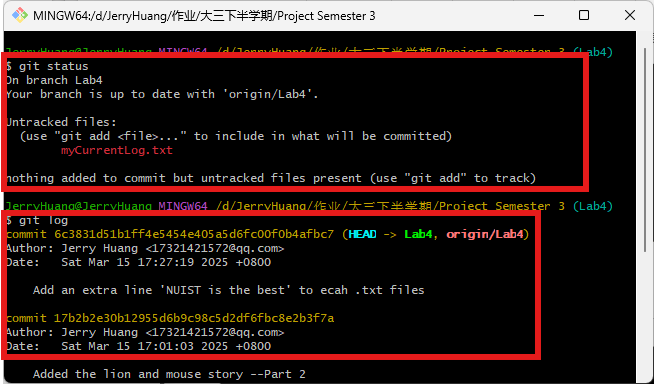 MINGW64:/d/JerryHuang/作业/大三下半学期/Project Semester 3
JerryHuang@JerryHuang MINGW64 /d/JerryHuang/作业/大三下半学期/Project Semester 3 (Lab4)
$ git status
On branch Lab4
Your branch is up to date with 'origin/Lab4'.
Untracked files:
(use "git add <file>..." to include in what will be committed)
myCurrentLog.txt
nothing added to commit but untracked files present (use "git add" to track)
JerryHuang@JerryHuang MINGW64 /d/JerryHuang/作业/大三下半学期/Project Semester 3 (Lab4)
$ git log
commit 6c3831d51b1ff4e5454e405a5d6fc00f0b4afbc7 (HEAD -> Lab4, origin/Lab4)
Author: Jerry Huang <17321421572@qq.com>
Date:   Sat Mar 15 17:27:19 2025 +0800
Add an extra line 'NUIST is the best' to ecah .txt files
commit 17b2b2e30b12955d6b9c98c5d2df6fbc8e2b3f7a
Author: Jerry Huang <17321421572@qq.com>
Date:   Sat Mar 15 17:01:03 2025 +0800
Added the lion and mouse story --Part 2